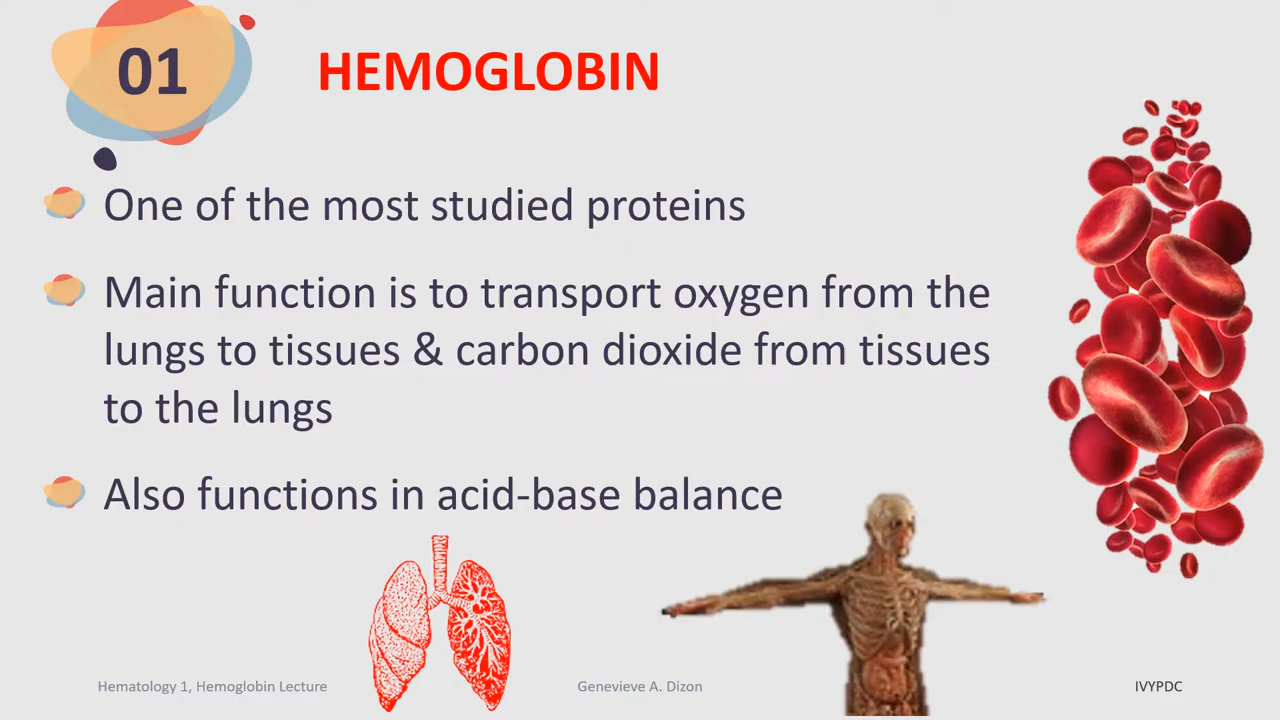 01
HEMOGLOBIN
One of the most studied proteins
Main function is to transport oxygen from the
lungs to tissues & carbon dioxide from tissues
to the lungs
Also functions in acid-base balance
Hematology 1, Hemoglobin Lecture
Genevieve A. Dizon
IVYPDC